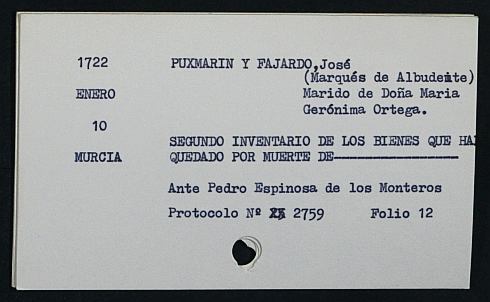 1722
PUXMARIN Y FAJARDO,José
(Marqués de Albudeite)
ENERO
Marido de Doña Maria
Gerónima Ortega.
10
SEGUNDO INVENTARIO DE LOS BIENES QUE HA
MURCIA
QUEDADO POR MUERTE DE--------------------
Ante Pedro Espinosa de los Monteros
Protocolo Nº 2759 Folio 12